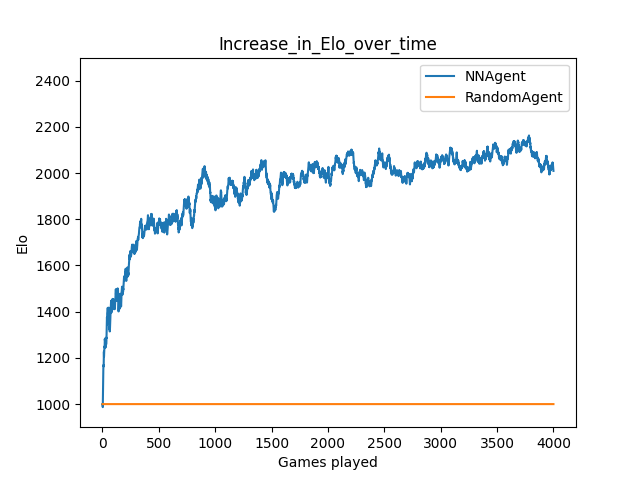 Increase_in_Elo_over_time
NNAgent
RandomAgent
2400
2200
2000
1800
1600
1400
1200
1000
Elo
0 500 1000 1500 2000 2500 3000 3500 4000
Games played